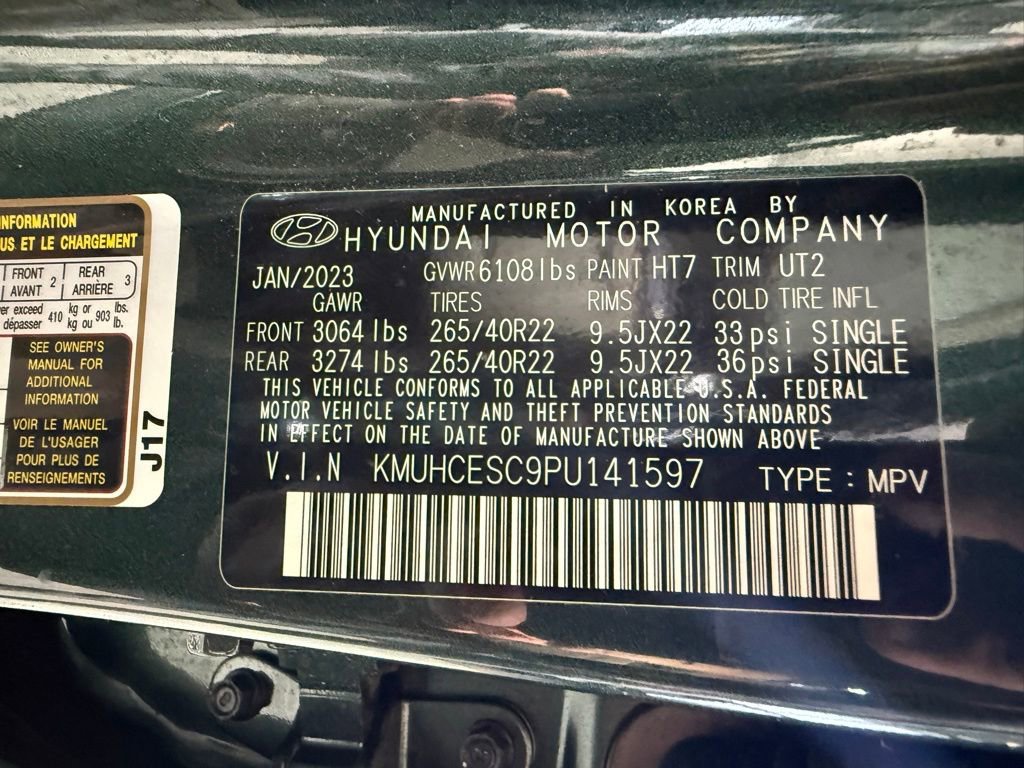 INFORMATION
US ET LE CHARGEMENT
FRONT AVANT 2 REAR ARRIÈRE 3
er exceed dépasser 410 kg or kg ou 903 lbs. lb.
SEE OWNER'S
MANUAL FOR
ADDITIONAL
INFORMATION
VOIR LE MANUEL
DE L'USAGER
POUR PLUS DE
RENSEIGNEMENTS
J17
MANUFACTURED IN KOREA BY
HYUNDAI MOTOR COMPANY
JAN/2023 GVWR 6108lbs PAINT HT7 TRIM UT2
GAWR TIRES RIMS COLD TIRE INFL
FRONT 3064 lbs 265/40R22 9.5JX22 33psi SINGLE
REAR 3274 lbs 265/40R22 9.5JX22 36psi SINGLE
THIS VEHICLE CONFORMS TO ALL APPLICABLE U.S.A. FEDERAL
MOTOR VEHICLE SAFETY AND THEFT PREVENTION STANDARDS
IN EFFECT ON THE DATE OF MANUFACTURE SHOWN ABOVE
V.I.N KMUHCESC9PU141597 TYPE : MPV